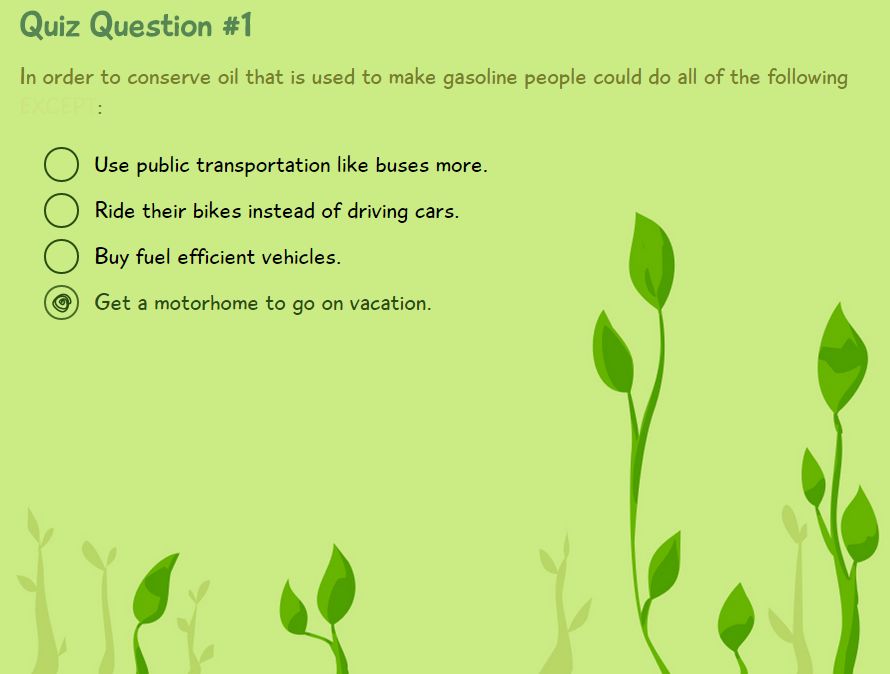 Quiz Question #1
In order to conserve oil that is used to make gasoline people could do all of the following
EXCEPT:
Use public transportation like buses more.
Ride their bikes instead of driving cars.
Buy fuel efficient vehicles.
Get a motorhome to go on vacation.